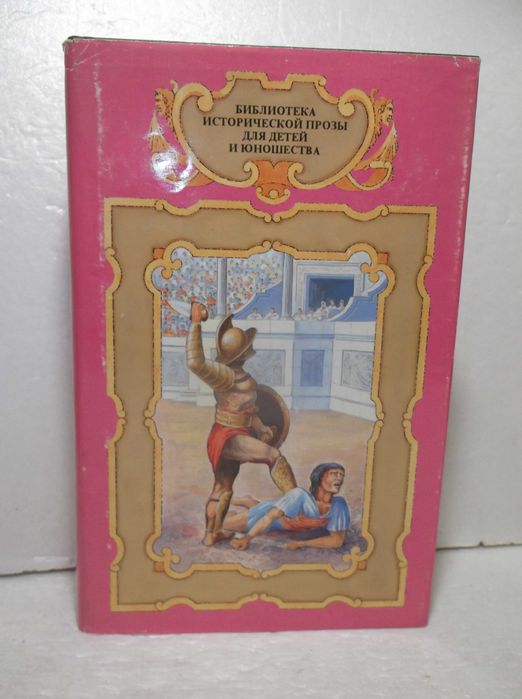 БИБЛИОТЕКА
ИСТОРИЧЕСКОЙ ПРОЗЫ
ДЛЯ ДЕТЕЙ
И ЮНОШЕСТВА